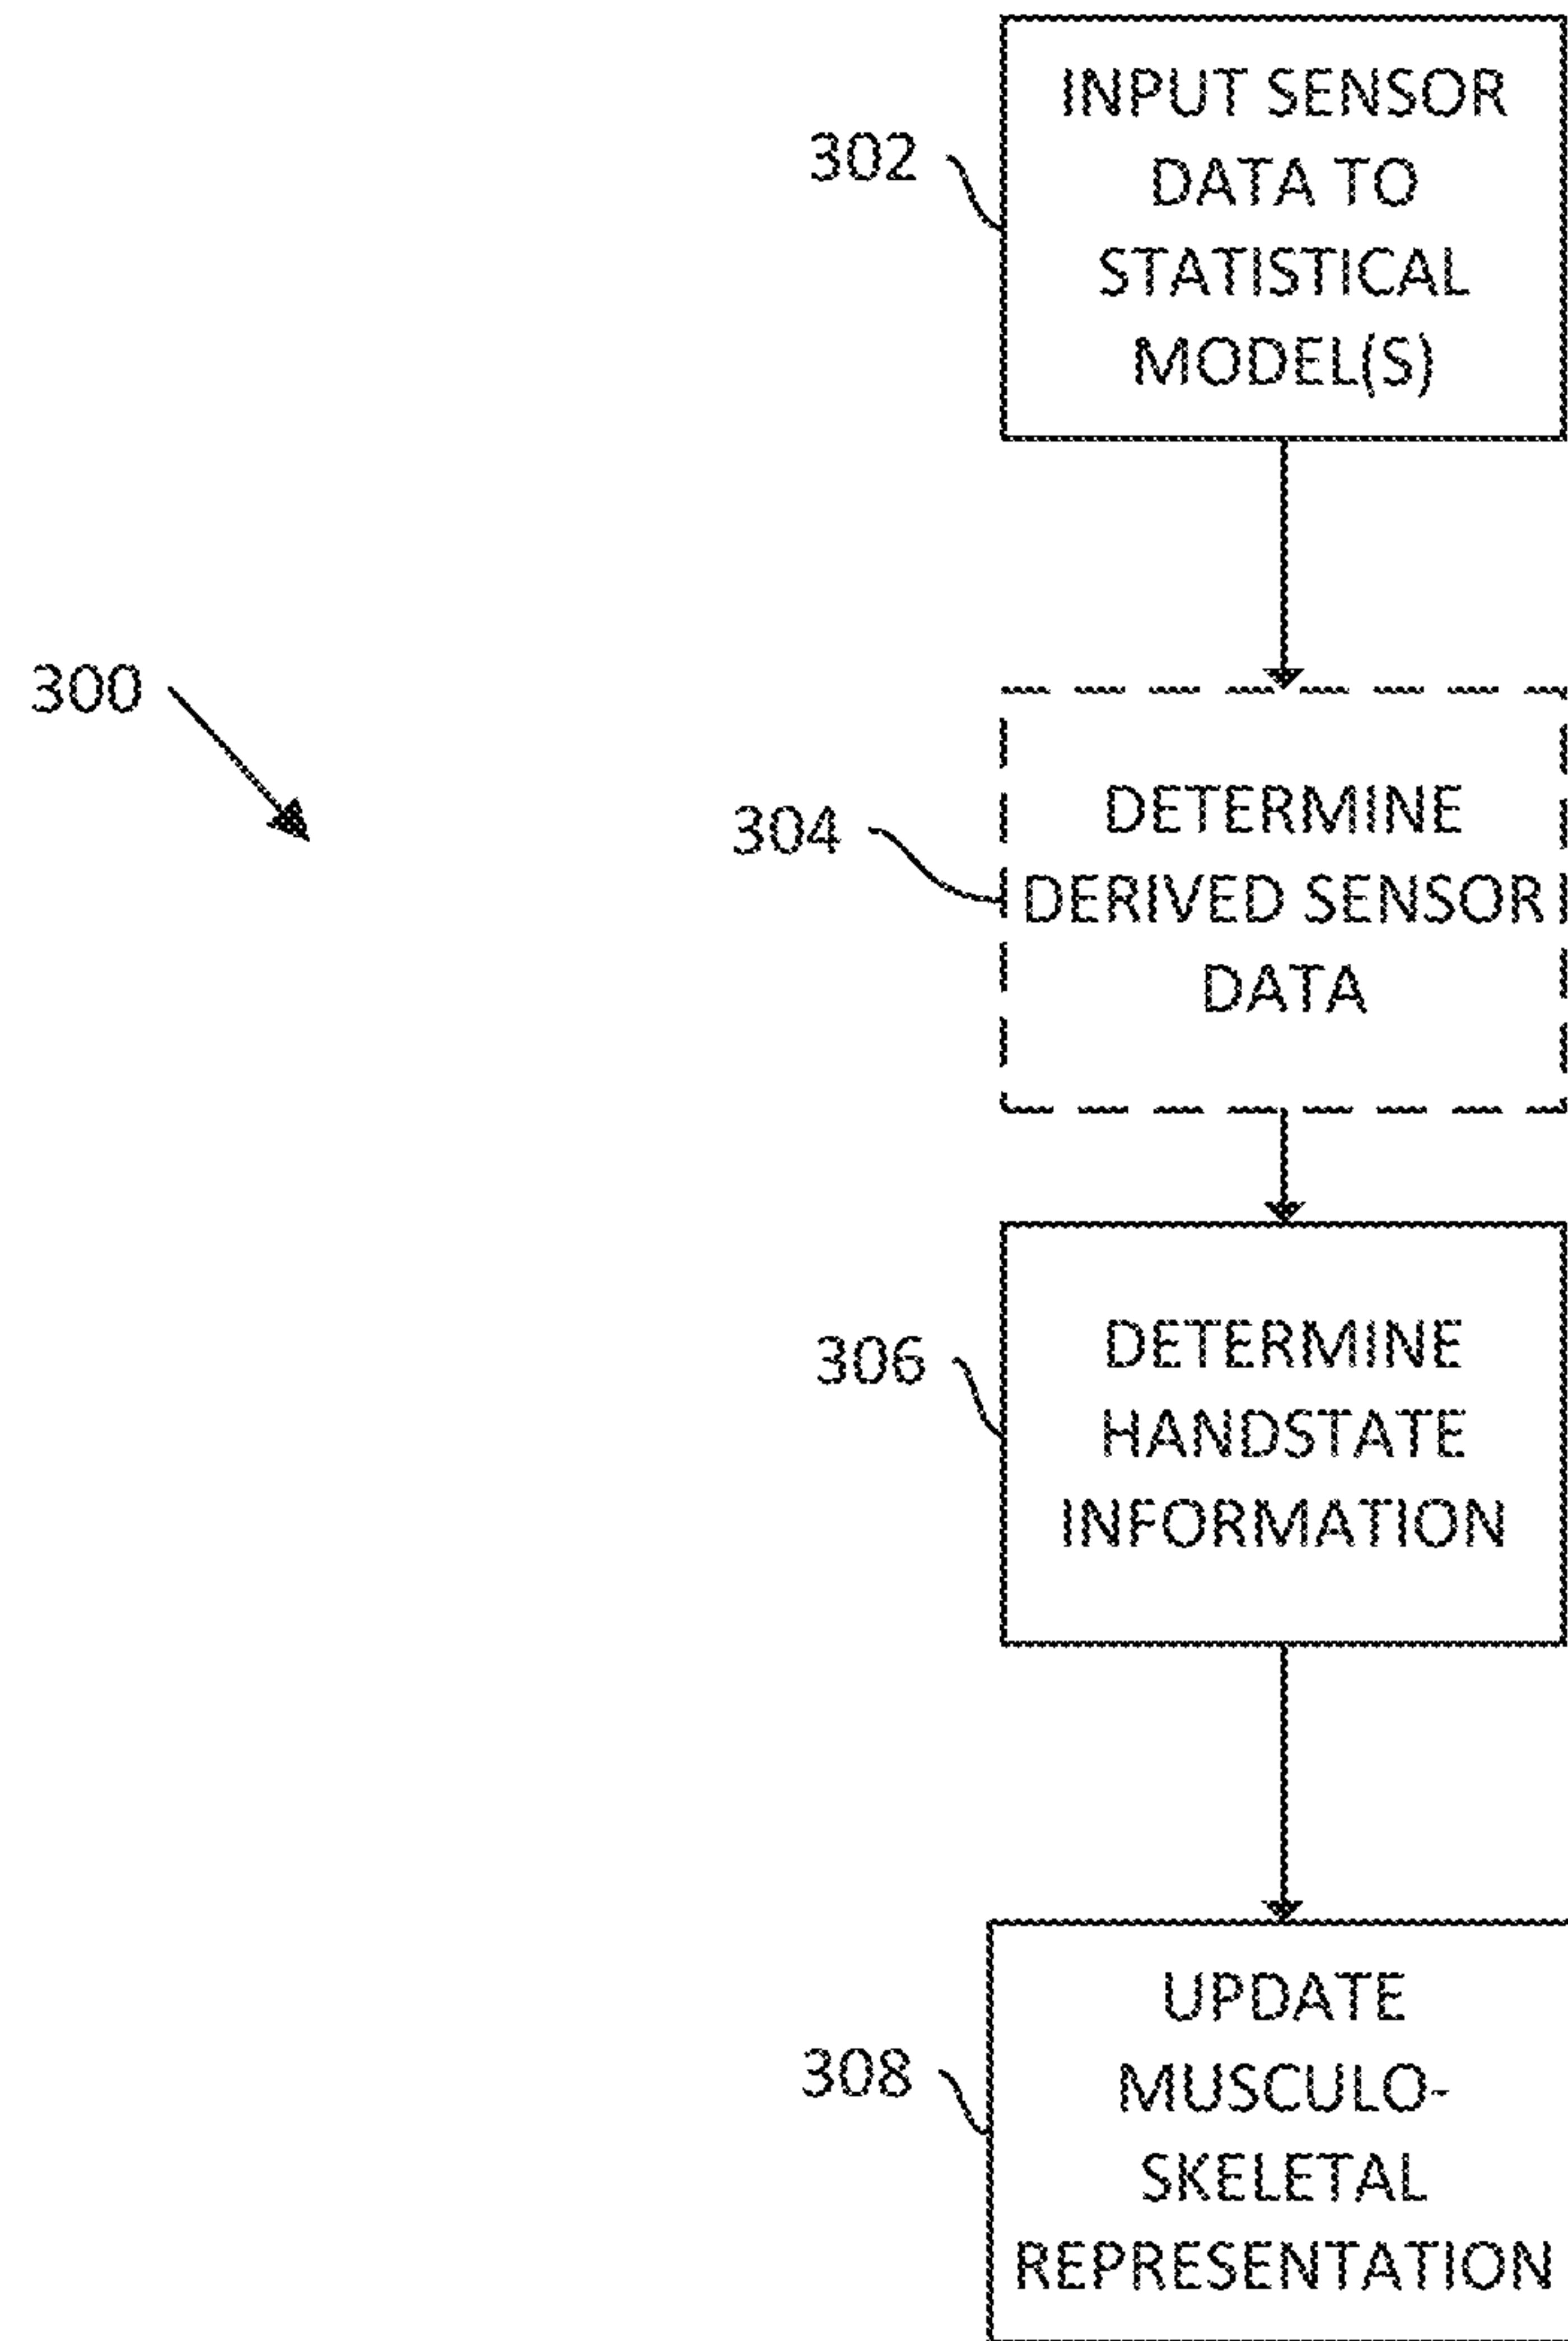 302
INPUT SENSOR
DATA TO
STATISTICAL
MODEL(S)
300
304
DETERMINE
DERIVED SENSOR
DATA
306
DETERMINE
HANDSTATE
INFORMATION
308
UPDATE
MUSCULO-
SKELETAL
REPRESENTATION